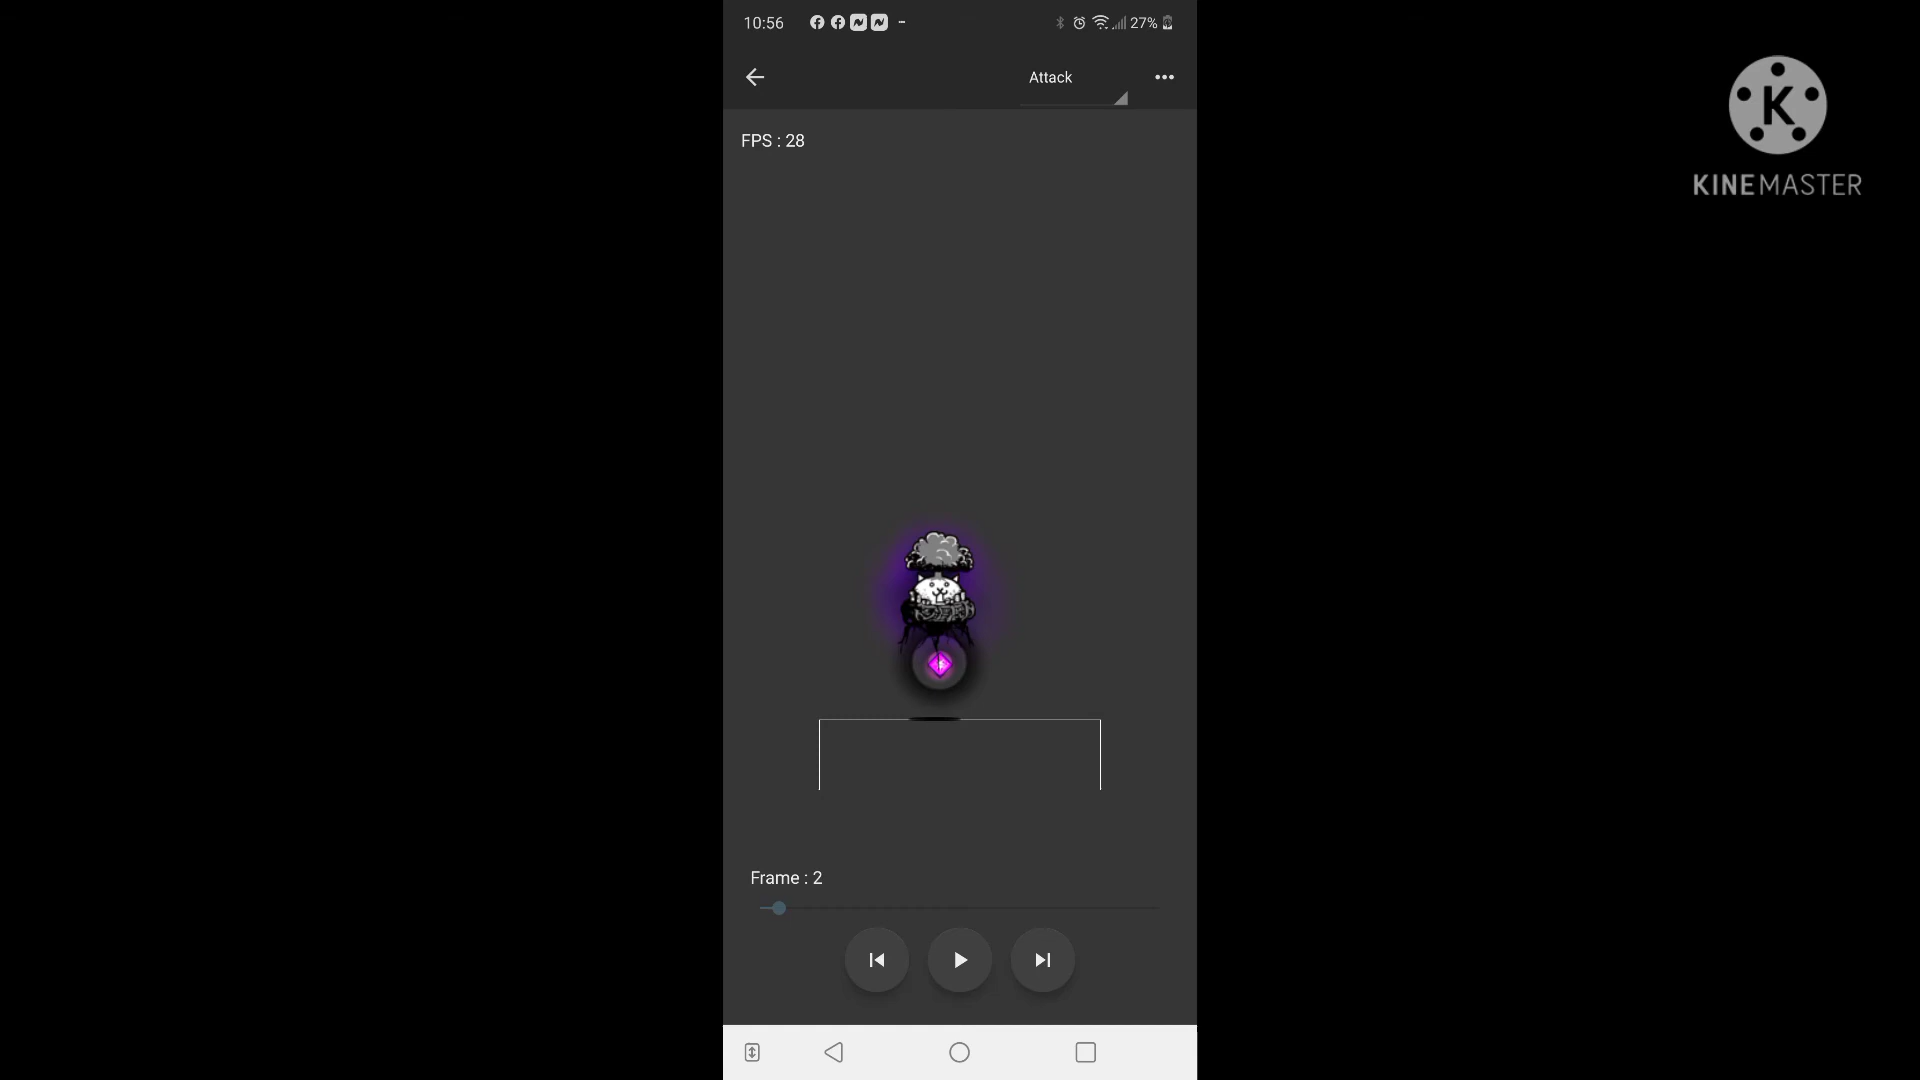 10:56
27%
Attack
FPS : 28
K
KINEMASTER
Frame : 2